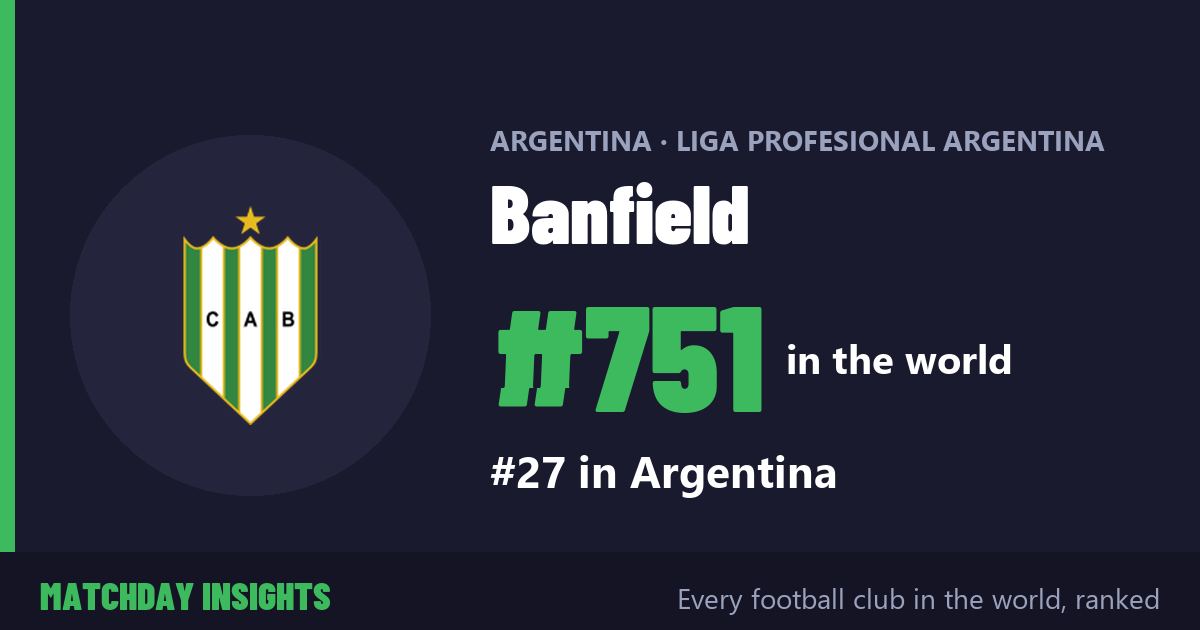 ARGENTINA · LIGA PROFESIONAL ARGENTINA
Banfield
C A B
#751 in the world
#27 in Argentina
MATCHDAY INSIGHTS
Every football club in the world, ranked